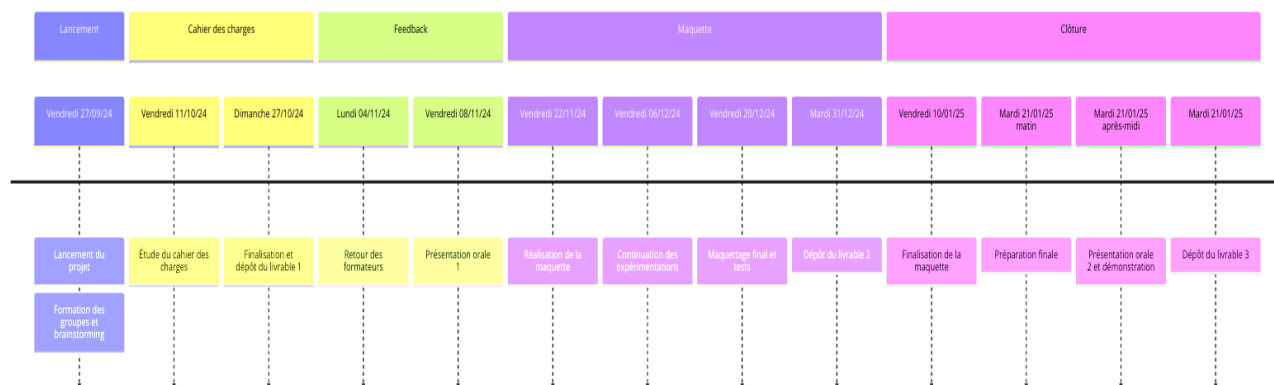 Lancement
Cahier des charges
Feedback
Maquette
Clôture
Vendredi 27/09/24
Vendredi 11/10/24
Dimanche 27/10/24
Lundi 04/11/24
Vendredi 08/11/24
Vendredi 22/11/24
Vendredi 06/12/24
Vendredi 20/12/24
Mardi 31/12/24
Vendredi 10/01/25
Mardi 21/01/25
matin
Mardi 21/01/25
après-midi
Mardi 21/01/25
Lancement du
projet
Formation des
groupes et
brainstorming
Étude du cahier des
charges
Finalisation et
dépôt du livrable 1
Retour des
formateurs
Présentation orale
1
Réalisation de la
maquette
Continuation des
expérimentations
Maquettage final et
tests
Dépôt du livrable 2
Finalisation de la
maquette
Préparation finale
Présentation orale
2 et démonstration
Dépôt du livrable 3